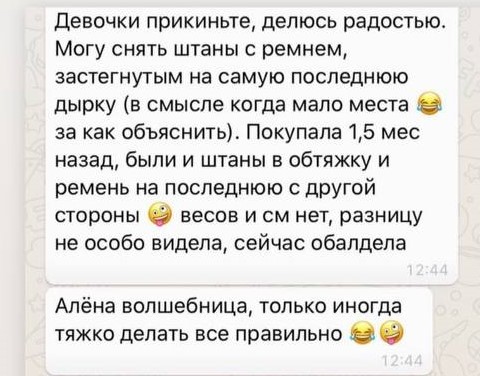 Девочки прикиньте, делюсь радостью.
Могу снять штаны с ремнем,
застегнутым на самую последнюю
дырку (в смысле когда мало места 😂
за как объяснить). Покупала 1,5 мес
назад, были и штаны в обтяжку и
ремень на последнюю с другой
стороны 🤪 весов и см нет, разницу
не особо видела, сейчас обалдела
12:44
Алёна волшебница, только иногда
тяжко делать все правильно 😂🤪
12:44